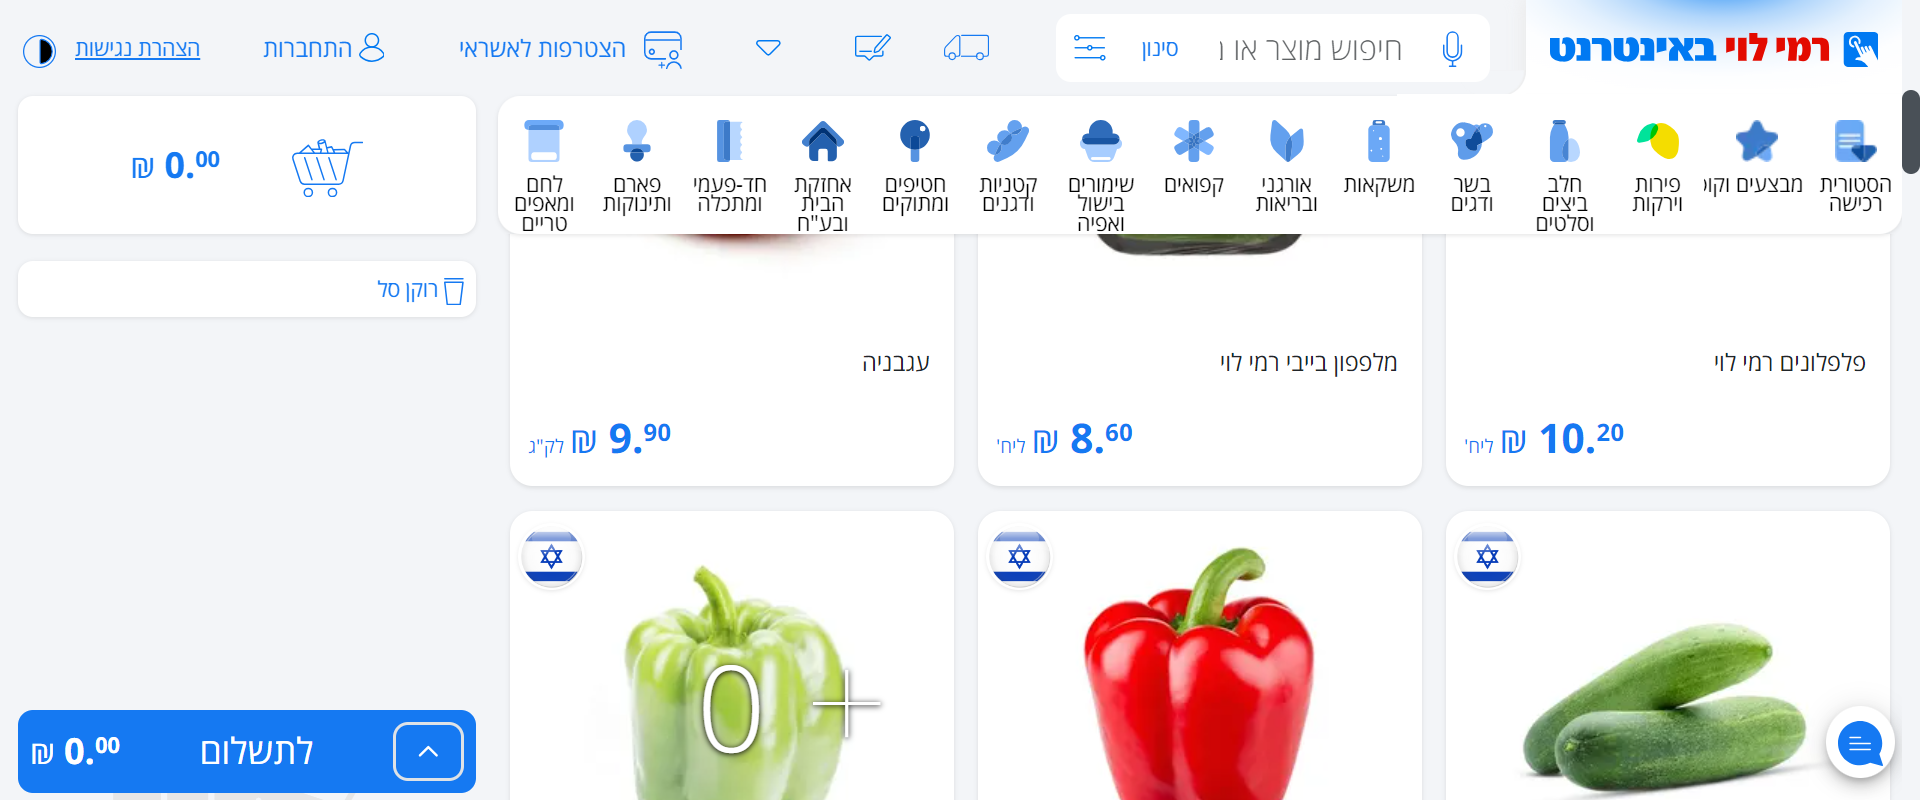 רמי לוי באינטרנט
חיפוש מוצר או נ
סינון
הצטרפות לאשראי
התחברות
הצהרת נגישות
הסטורית
רכישה
מבצעים וקונ
פירות
וירקות
חלב
ביצים
וסלטים
בשר
ודגים
משקאות
אורגני
ובריאות
קפואים
שימורים
בישול
ואפיה
קטניות
ודגנים
חטיפים
ומתוקים
אחזקת
הבית
ובע"ח
חד-פעמי
ומתכלה
פארם
ותינוקות
לחם
ומאפים
טריים
0.00 ₪
רוקן סל
פלפלונים רמי לוי
10.20 ₪ ליח'
מלפפון בייבי רמי לוי
8.60 ₪ ליח'
עגבניה
9.90 ₪ לק"ג
0 +
לתשלום
0.00 ₪